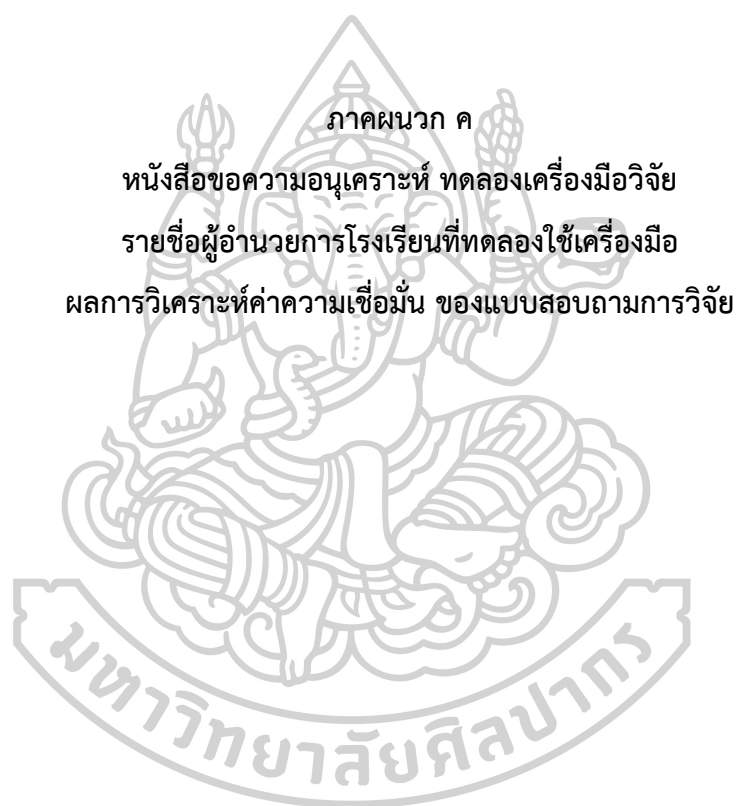 ภาคผนวก ค
หนังสือขอความอนุเคราะห์ ทดลองเครื่องมือวิจัย
รายชื่อผู้อำนวยการโรงเรียนที่ทดลองใช้เครื่องมือ
ผลการวิเคราะห์ค่าความเชื่อมั่น ของแบบสอบถามการวิจัย
มหาวิทยาลัยศิลปากร